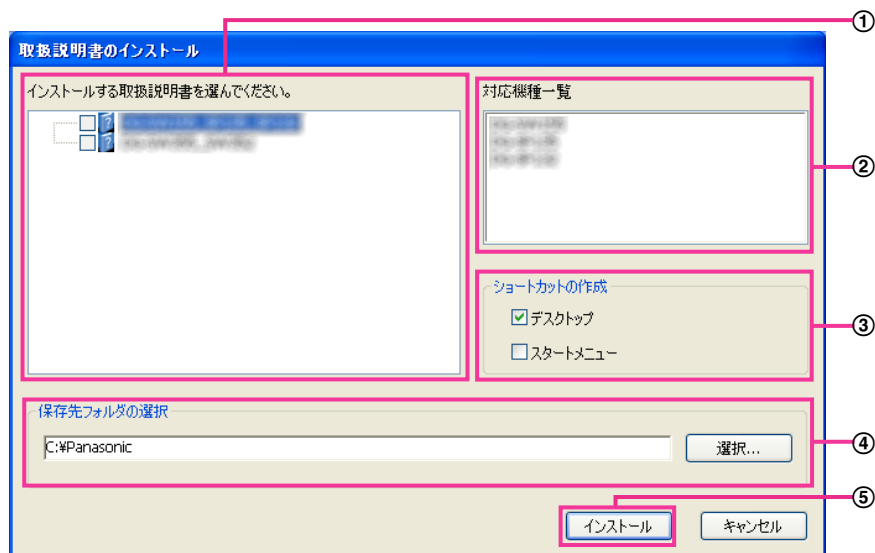 ①
取扱説明書のインストール
インストールする取扱説明書を選んでください。
対応機種一覧
②
ショートカットの作成
デスクトップ
③
スタートメニュー
保存先フォルダの選択
C:¥Panasonic
選択...
④
⑤
インストール
キャンセル